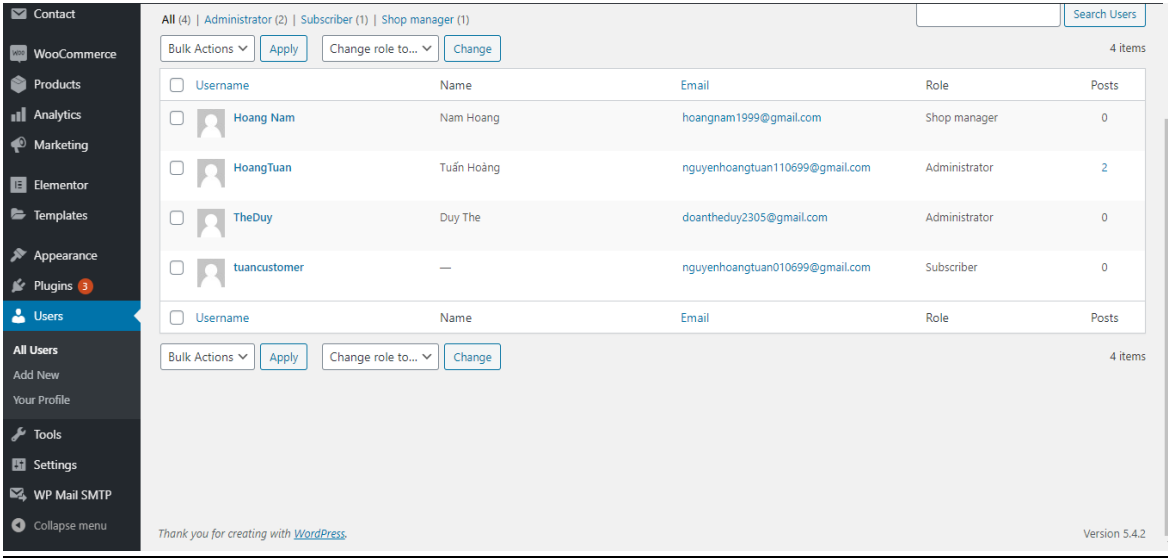 Contact
WooCommerce
Products
Analytics
Marketing
Elementor
Templates
Appearance
Plugins 3
Users
All Users
Add New
Your Profile
Tools
Settings
WP Mail SMTP
Collapse menu
All (4) | Administrator (2) | Subscriber (1) | Shop manager (1)
Search Users
Bulk Actions Apply Change role to... Change 4 items
Username Name Email Role Posts
Hoang Nam Nam Hoang hoangnam1999@gmail.com Shop manager 0
HoangTuan Tuấn Hoàng nguyenhoangtuan110699@gmail.com Administrator 2
TheDuy Duy The doantheduy2305@gmail.com Administrator 0
tuancustomer — nguyenhoangtuan010699@gmail.com Subscriber 0
Username Name Email Role Posts
Bulk Actions Apply Change role to... Change 4 items
Thank you for creating with WordPress. Version 5.4.2